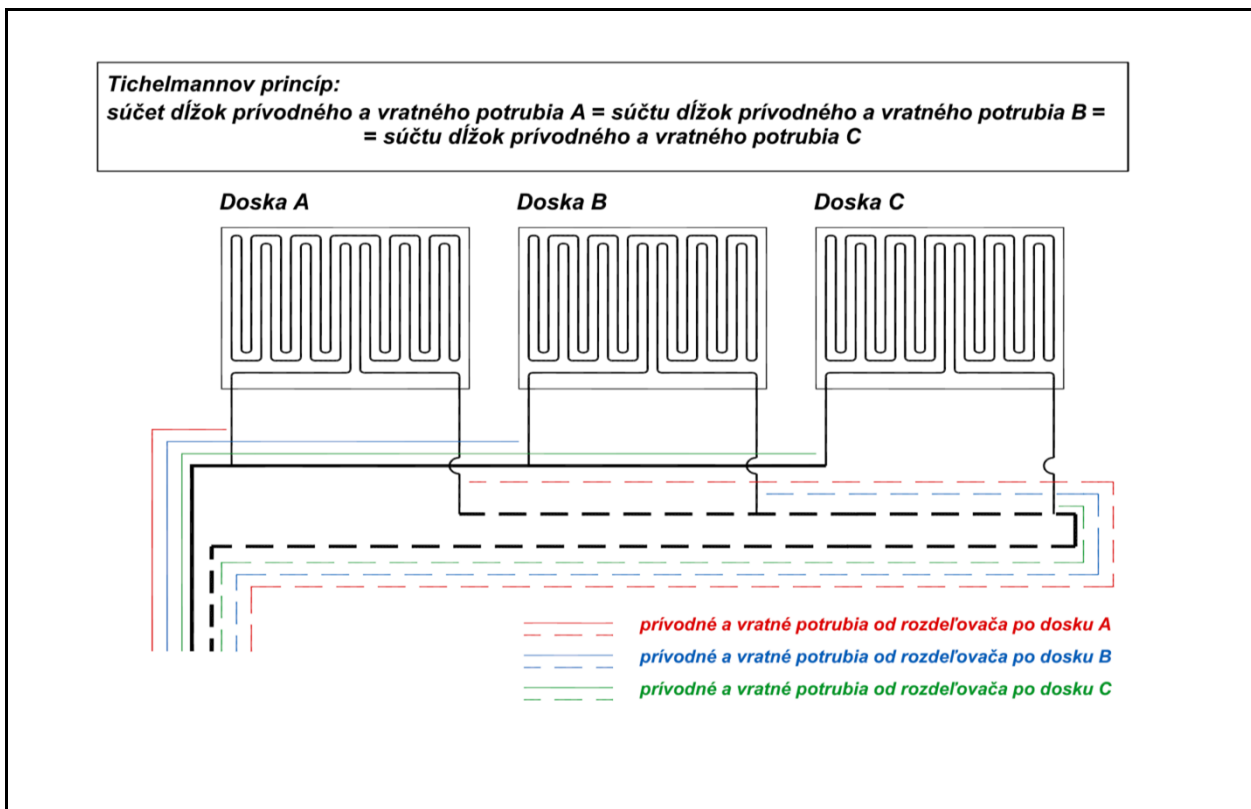 Tichelmannov princíp:
súčet dĺžok prívodného a vratného potrubia A = súčtu dĺžok prívodného a vratného potrubia B =
= súčtu dĺžok prívodného a vratného potrubia C
Doska A
Doska B
Doska C
prívodné a vratné potrubia od rozdeľovača po dosku A
prívodné a vratné potrubia od rozdeľovača po dosku B
prívodné a vratné potrubia od rozdeľovača po dosku C